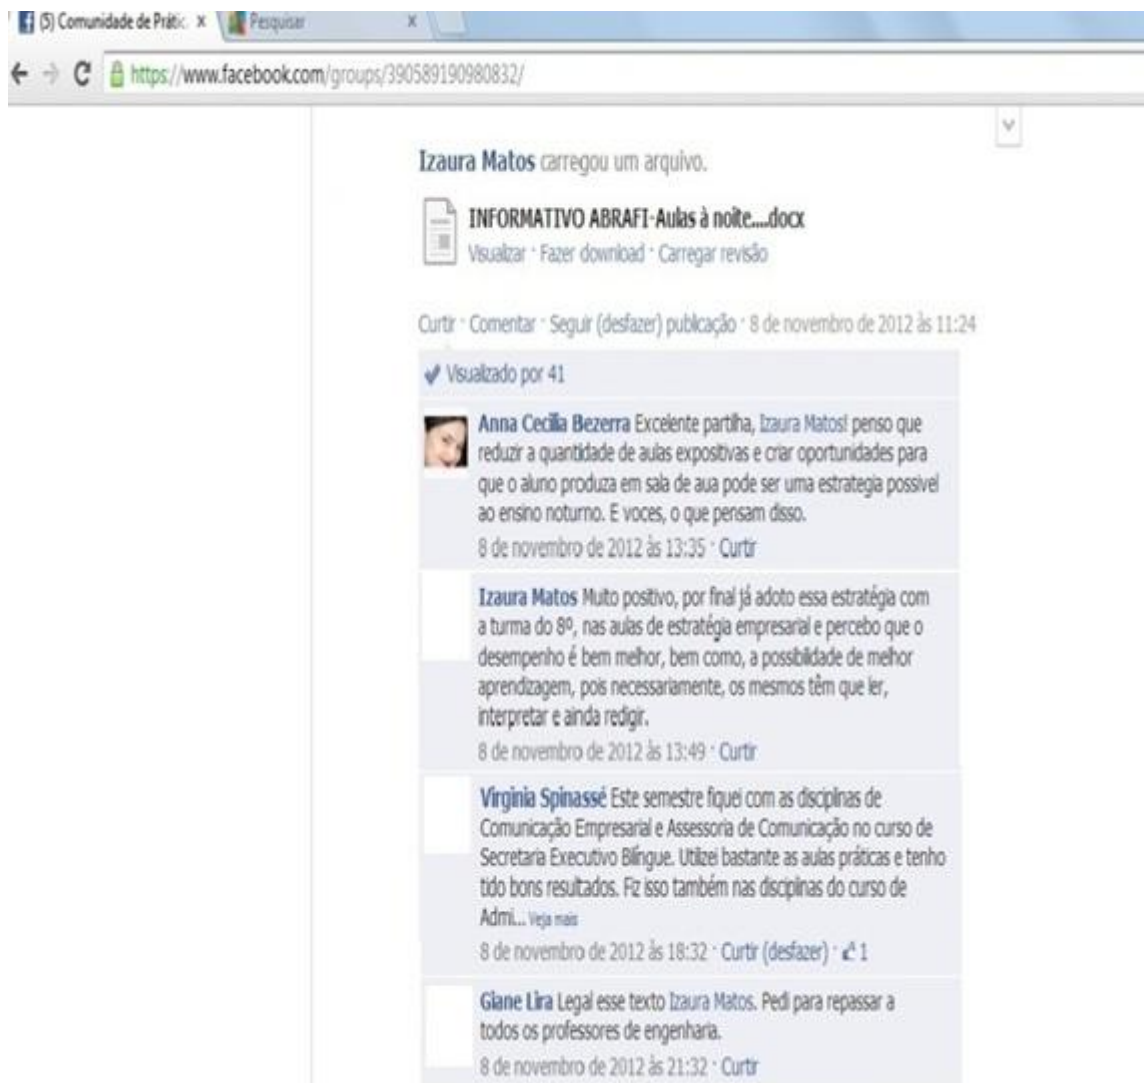 (5) Comunidade de Prátic. x Pesquisar x
https://www.facebook.com/groups/390589190980832/
Izaura Matos carregou um arquivo.
INFORMATIVO ABRAFI-Aulas à noite....docx
Visualizar · Fazer download · Carregar revisão
Curtir · Comentar · Seguir (desfazer) publicação · 8 de novembro de 2012 às 11:24
Visualizado por 41
Anna Cecilia Bezerra Excelente partilha, Izaura Matos! penso que
reduzir a quantidade de aulas expositivas e criar oportunidades para
que o aluno produza em sala de aua pode ser uma estrategia possivel
ao ensino noturno. E voces, o que pensam disso.
8 de novembro de 2012 às 13:35 · Curtir
Izaura Matos Muito positivo, por final já adoto essa estratégia com
a turma do 8º, nas aulas de estratégia empresarial e percebo que o
desempenho é bem melhor, bem como, a possibilidade de melhor
aprendizagem, pois necessariamente, os mesmos têm que ler,
interpretar e ainda redigir.
8 de novembro de 2012 às 13:49 · Curtir
Virginia Spinassé Este semestre fiquei com as disciplinas de
Comunicação Empresarial e Assessoria de Comunicação no curso de
Secretaria Executivo Blíngue. Utilizei bastante as aulas práticas e tenho
tido bons resultados. Fiz isso também nas disciplinas do curso de
Admi... Veja mais
8 de novembro de 2012 às 18:32 · Curtir (desfazer) · 1
Giane Lira Legal esse texto Izaura Matos. Pedi para repassar a
todos os professores de engenharia.
8 de novembro de 2012 às 21:32 · Curtir